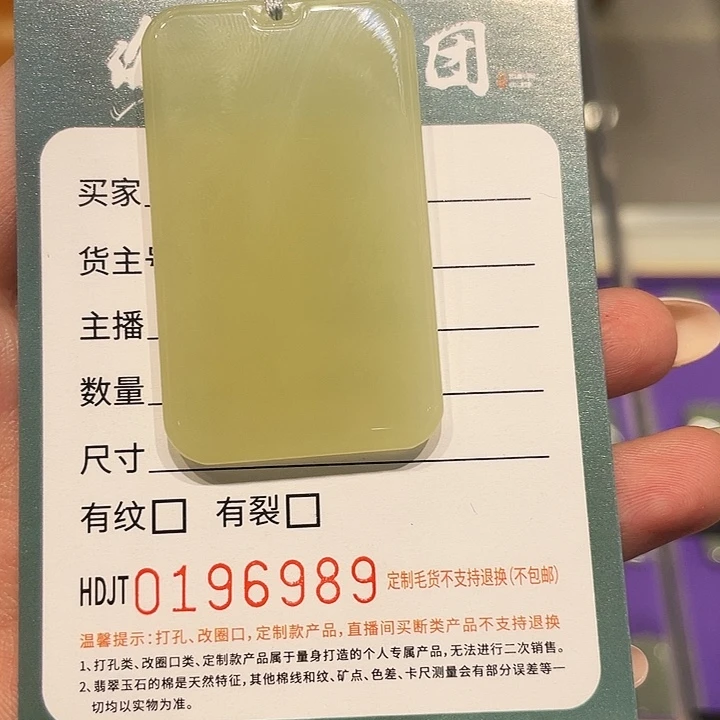 团
买家
货主号
主播
数量
尺寸
有纹□ 有裂□
HDJT0196989 定制毛货不支持退换(不包邮)
温馨提示:打孔、改圈口,定制款产品,直播间买断类产品不支持退换
1、打孔类、改圈口类、定制款产品属于量身打造的个人专属产品,无法进行二次销售。
2、翡翠玉石的棉是天然特征,其他棉线和纹、矿点、色差、卡尺测量会有部分误差等一
切均以实物为准。